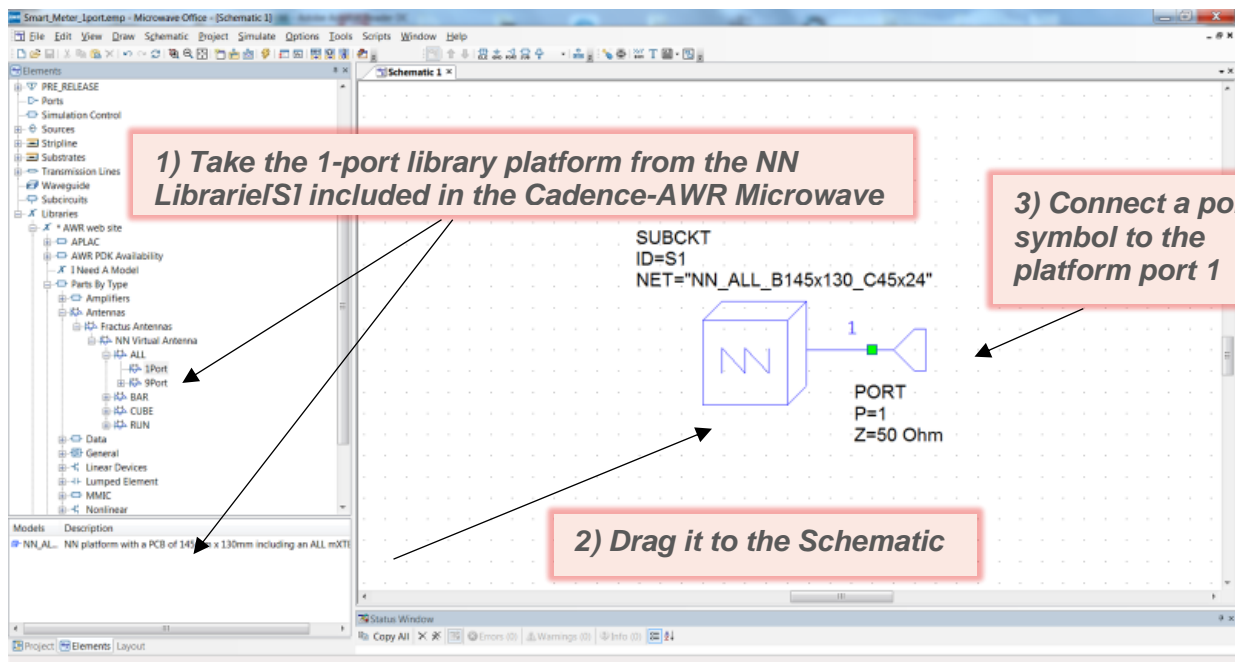 Smart_Meter_1port.emp - Microwave Office - [Schematic 1]
File Edit View Draw Schematic Project Simulate Options Tools Scripts Window Help
Elements
Schematic 1 ×
PRE_RELEASE
Ports
Simulation Control
Sources
Stripline
Substrates
Transmission Lines
Waveguide
Subcircuits
Libraries
* AWR web site
APLAC
AWR PDK Availability
I Need A Model
Parts By Type
Amplifiers
Antennas
Fractus Antennas
NN Virtual Antenna
ALL
1Port
9Port
BAR
CUBE
RUN
Data
General
Linear Devices
Lumped Element
MMIC
Nonlinear
1) Take the 1-port library platform from the NN
Librarie[S] included in the Cadence-AWR Microwave
SUBCKT
ID=S1
NET="NN_ALL_B145x130_C45x24"
NN
1
PORT
P=1
Z=50 Ohm
3) Connect a po
symbol to the
platform port 1
2) Drag it to the Schematic
Models Description
NN_AL... NN platform with a PCB of 145 x 130mm including an ALL mXT
Status Window
Copy All Errors (0) Warnings (0) Info (0)
Project Elements Layout